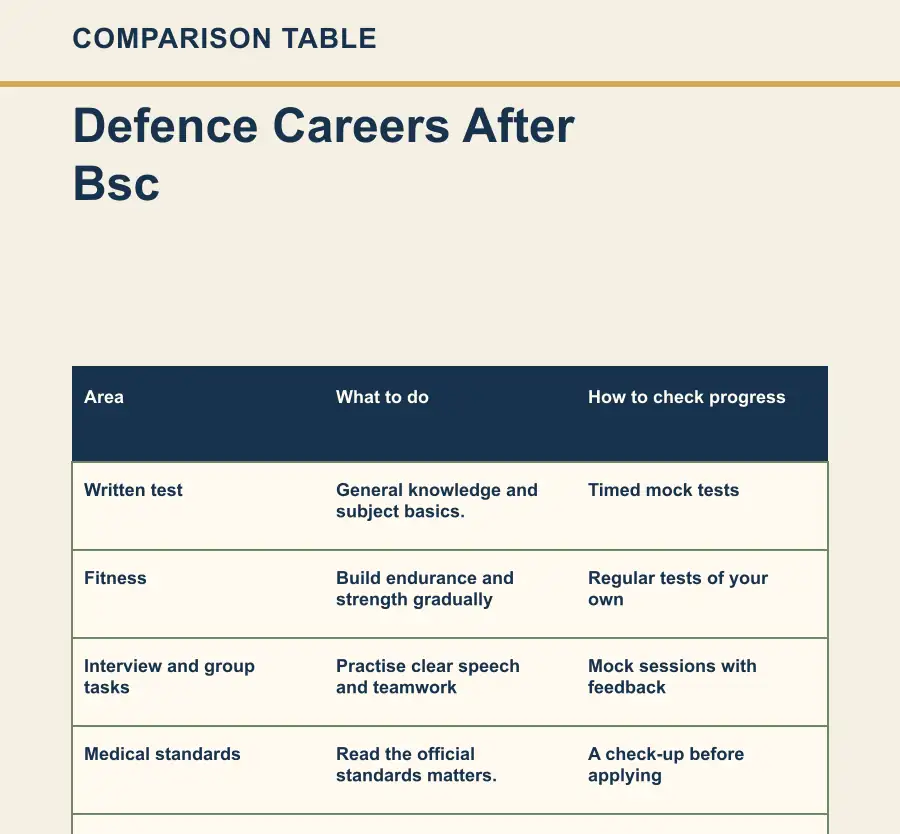 COMPARISON TABLE
Defence Careers After
Bsc
Area
What to do
How to check progress
Written test
General knowledge and
subject basics.
Timed mock tests
Fitness
Build endurance and
strength gradually
Regular tests of your
own
Interview and group
tasks
Practise clear speech
and teamwork
Mock sessions with
feedback
Medical standards
Read the official
standards matters.
A check-up before
applying